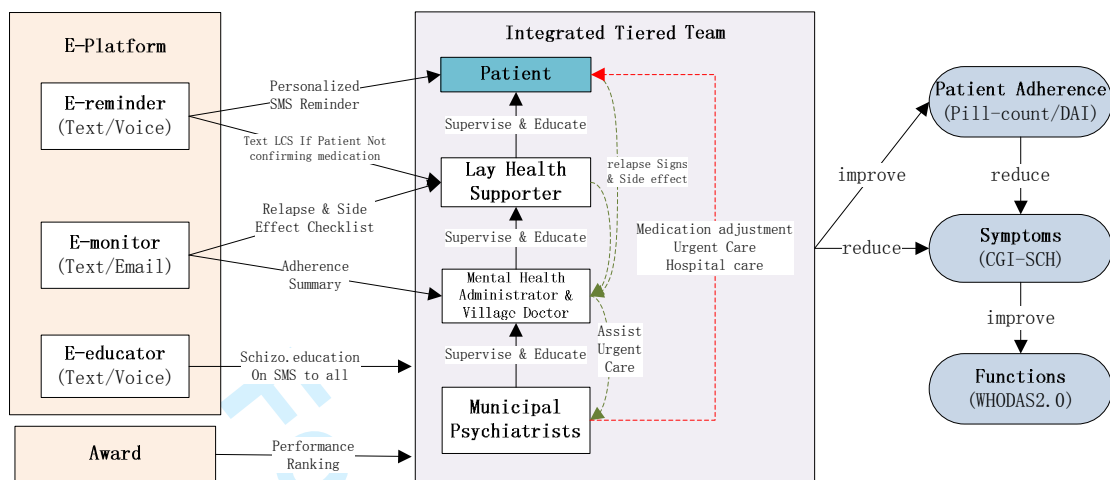 E-Platform
E-reminder
(Text/Voice)
E-monitor
(Text/Email)
E-educator
(Text/Voice)
Award
Personalized
SMS Reminder
Text LCS If Patient Not
confirming medication
Relapse & Side
Effect Checklist
Adherence
Summary
Schizo.education
On SMS to all
Performance
Ranking
Integrated Tiered Team
Patient
Supervise & Educate
Lay Health
Supporter
Supervise & Educate
Mental Health
Administrator &
Village Doctor
Supervise & Educate
Municipal
Psychiatrists
relapse Signs
& Side effect
Assist
Urgent
Care
Medication adjustment
Urgent Care
Hospital care
improve
reduce
Patient Adherence
(Pill-count/DAI)
reduce
Symptoms
(CGI-SCH)
improve
Functions
(WHODAS2.0)